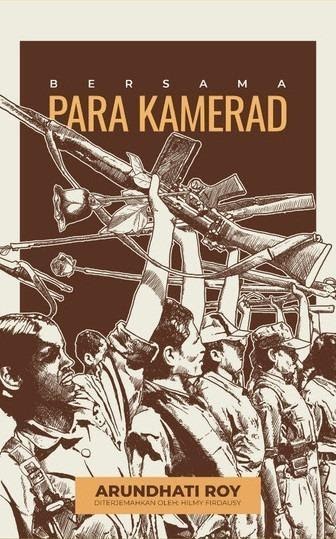 BERSAMA
PARA KAMERAD
ARUNDHATI ROY
DITERJEMAHKAN OLEH: HILMY FIRDAUSY